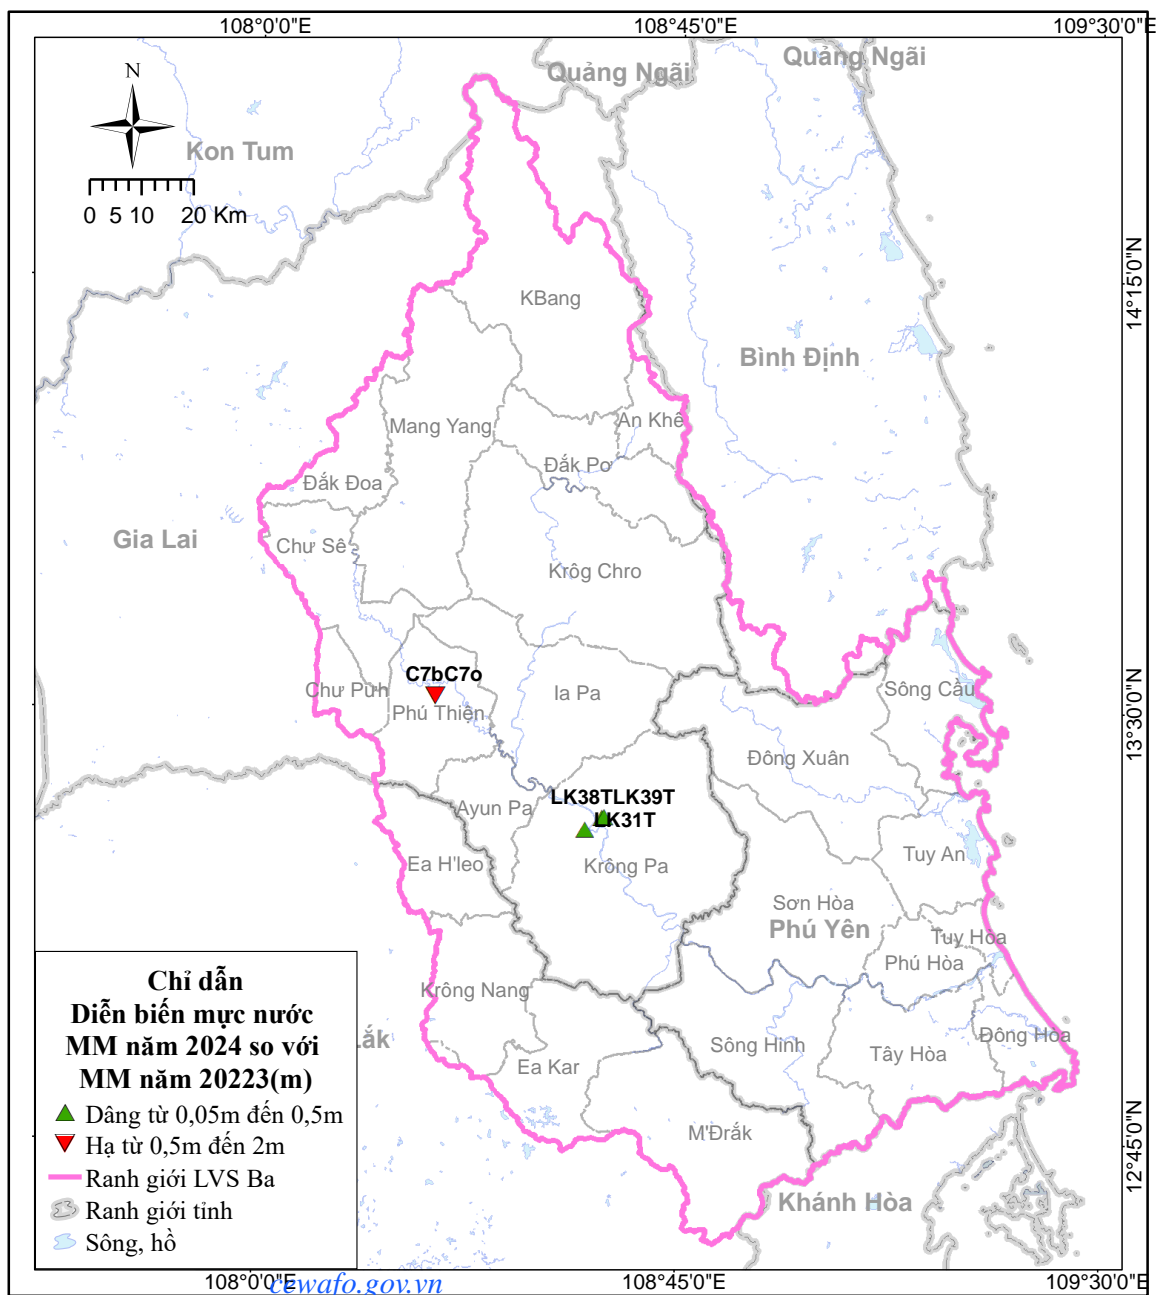 108°0'0"E
108°45'0"E
109°30'0"E
Quảng Ngãi
Quảng Ngãi
N
Kon Tum
0 5 10 20 Km
14°15'0"N
KBang
Bình Định
An Khê
Mang Yang
Đắk Pơ
Đắk Đoa
Gia Lai
Chư Sê
Krôg Chro
C7bC7o
Chư Pưh
Ia Pa
Sông Cầu
Phú Thiện
13°30'0"N
Đông Xuân
LK38TLK39T
Ayun Pa
LK31T
Ea H'leo
Krông Pa
Tuy An
Sơn Hòa
Phú Yên
Tuy Hòa
Phú Hòa
Krông Nang
Lắk
Sông Hinh
Tây Hòa
Đông Hòa
Ea Kar
M'Đrắk
12°45'0"N
Khánh Hòa
Chỉ dẫn
Diễn biến mực nước
MM năm 2024 so với
MM năm 20223(m)
Dâng từ 0,05m đến 0,5m
Hạ từ 0,5m đến 2m
Ranh giới LVS Ba
Ranh giới tỉnh
Sông, hồ
108°0'0"E
108°45'0"E
109°30'0"E
cewafo.gov.vn